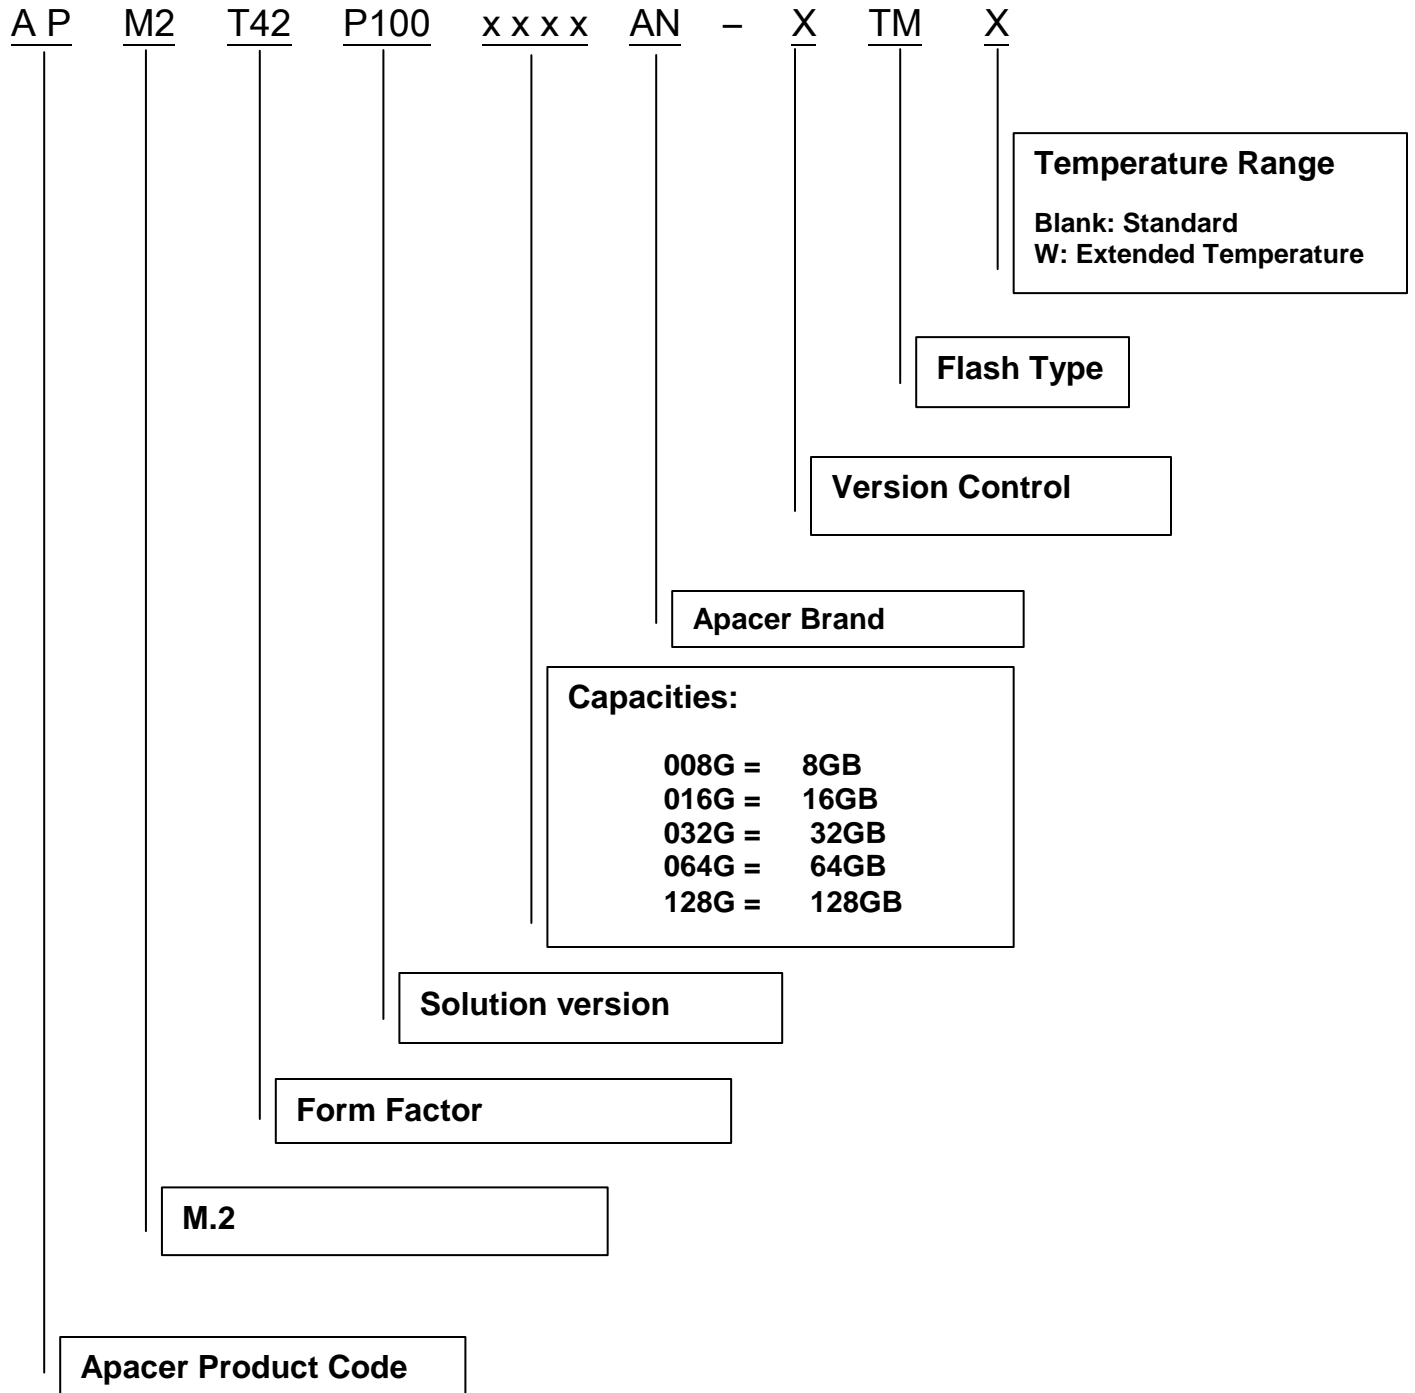 A P M2 T42 P100 x x x x AN – X TM X
Temperature Range
Blank: Standard
W: Extended Temperature
Flash Type
Version Control
Apacer Brand
Capacities:
008G = 8GB
016G = 16GB
032G = 32GB
064G = 64GB
128G = 128GB
Solution version
Form Factor
M.2
Apacer Product Code